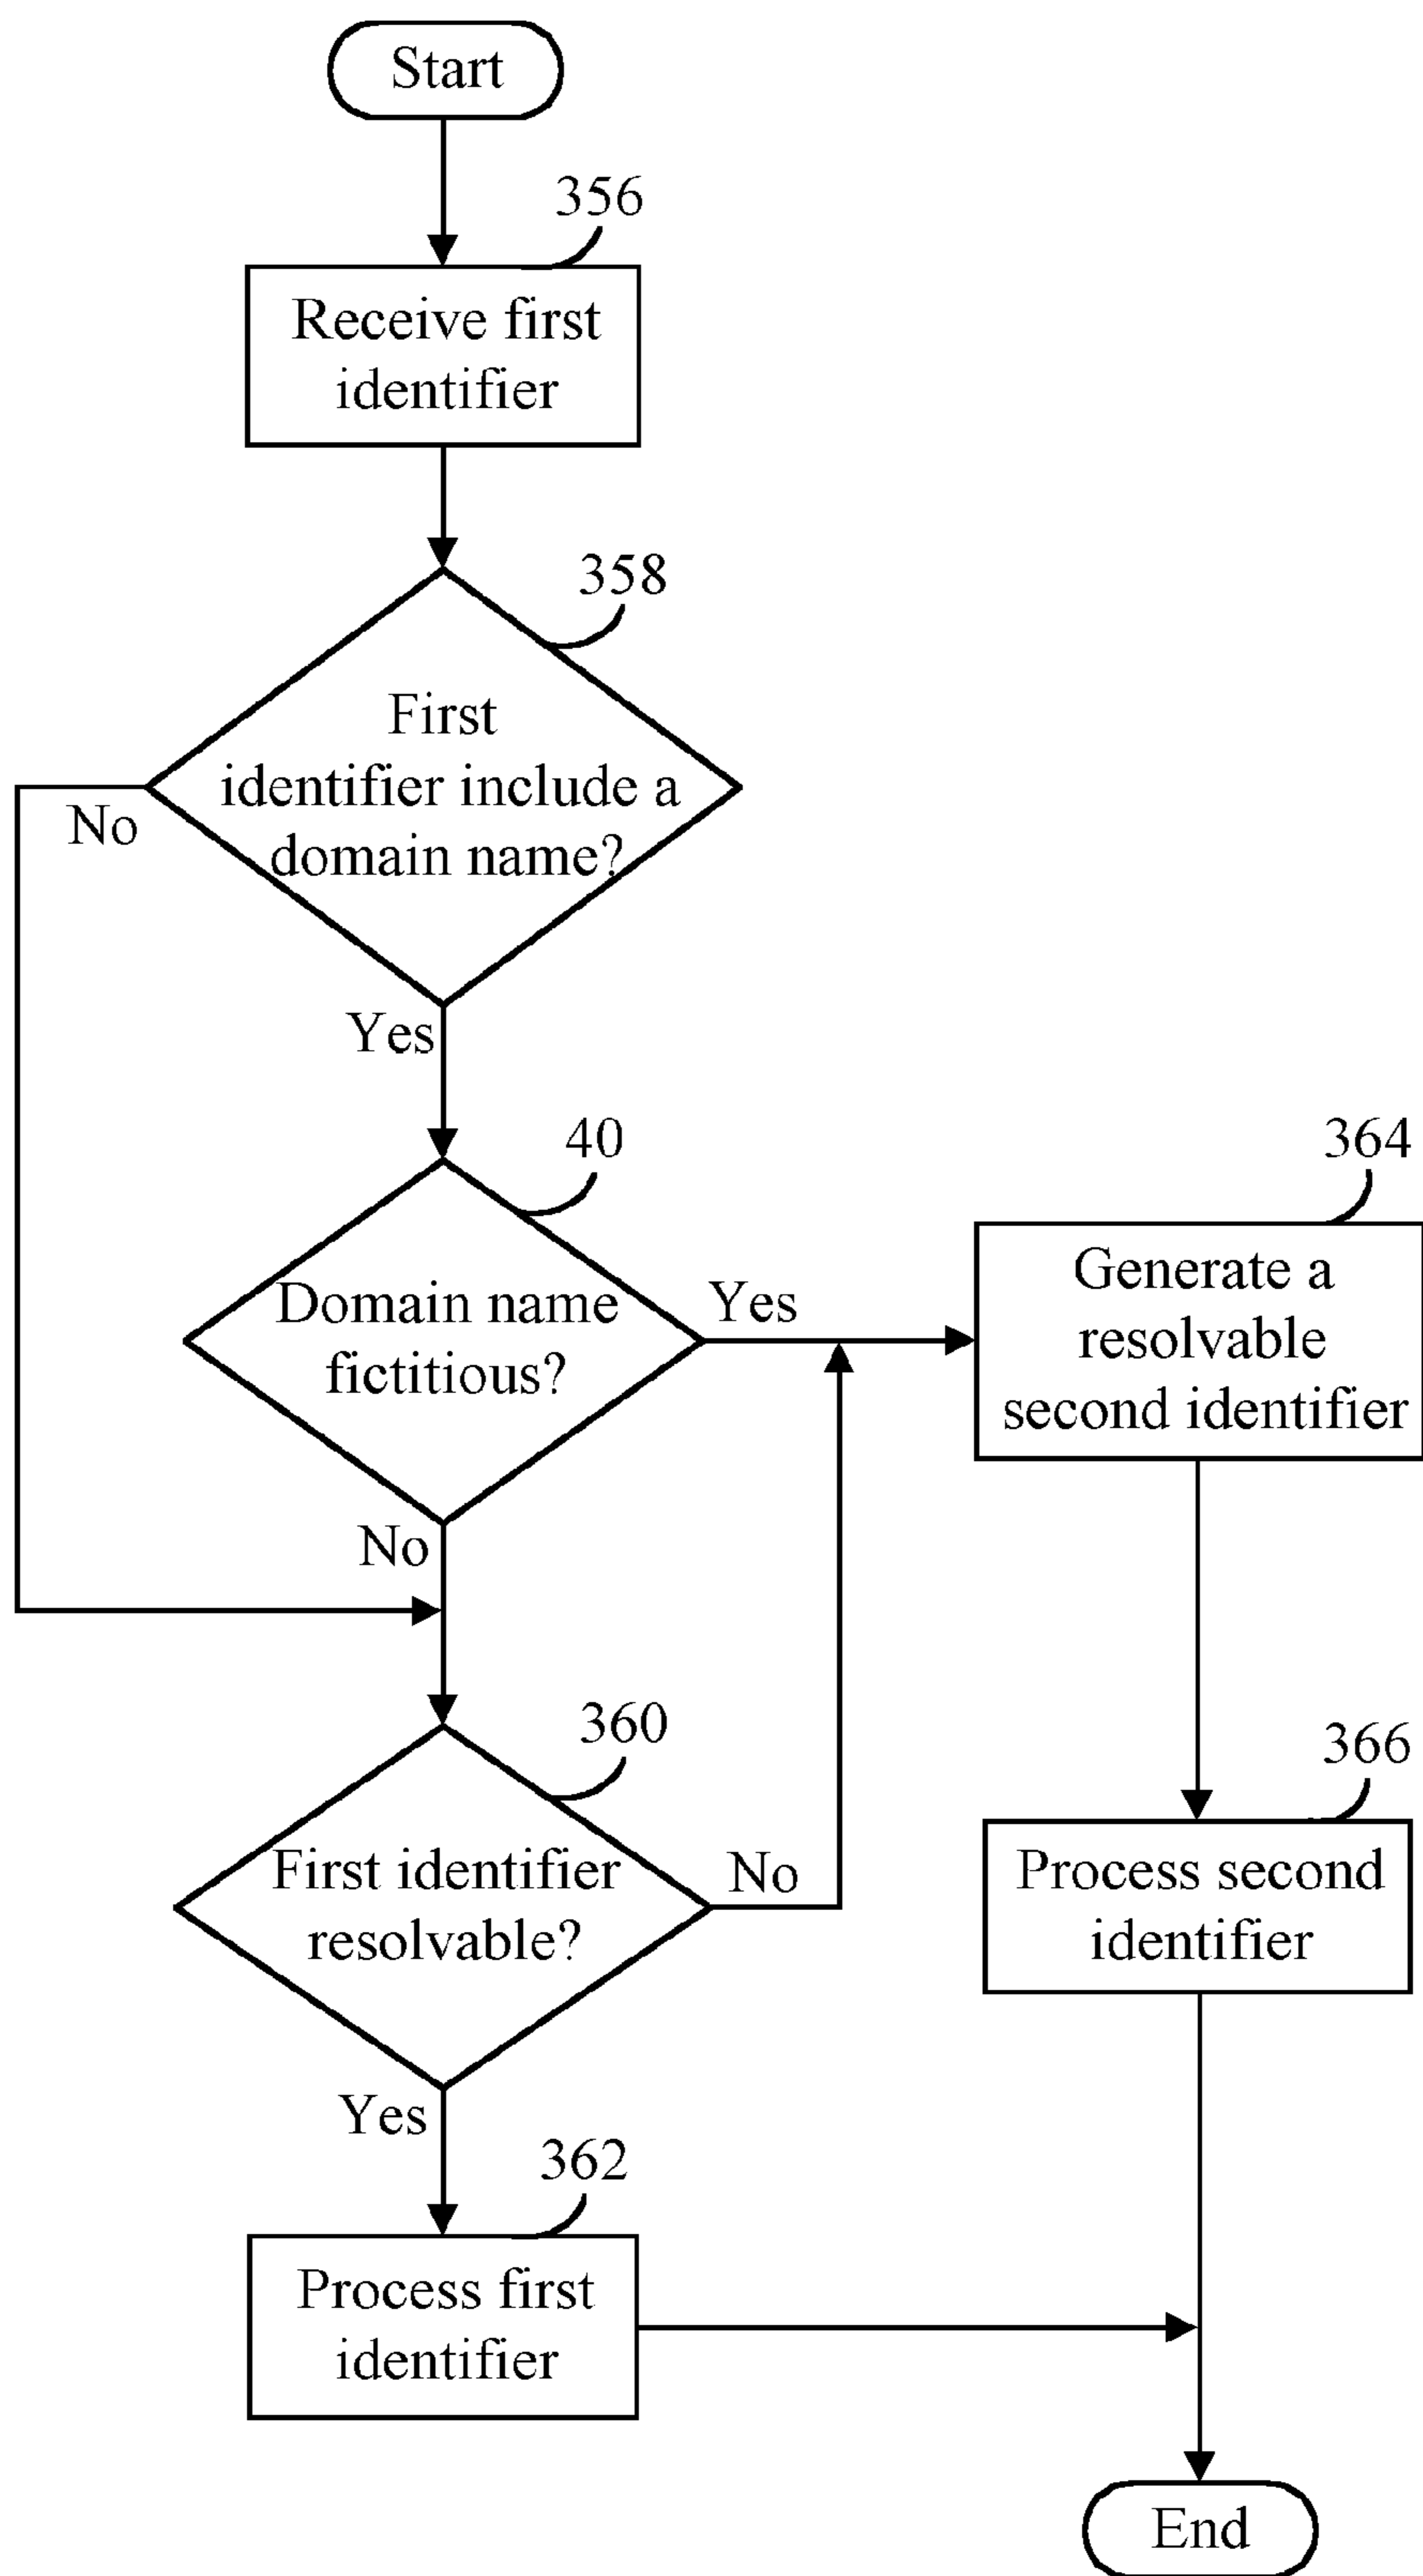 Start
356
Receive first
identifier
358
First
identifier include a
domain name?
No
Yes
40
Domain name
fictitious?
Yes
No
364
Generate a
resolvable
second identifier
360
First identifier
resolvable?
No
Yes
366
Process second
identifier
362
Process first
identifier
End